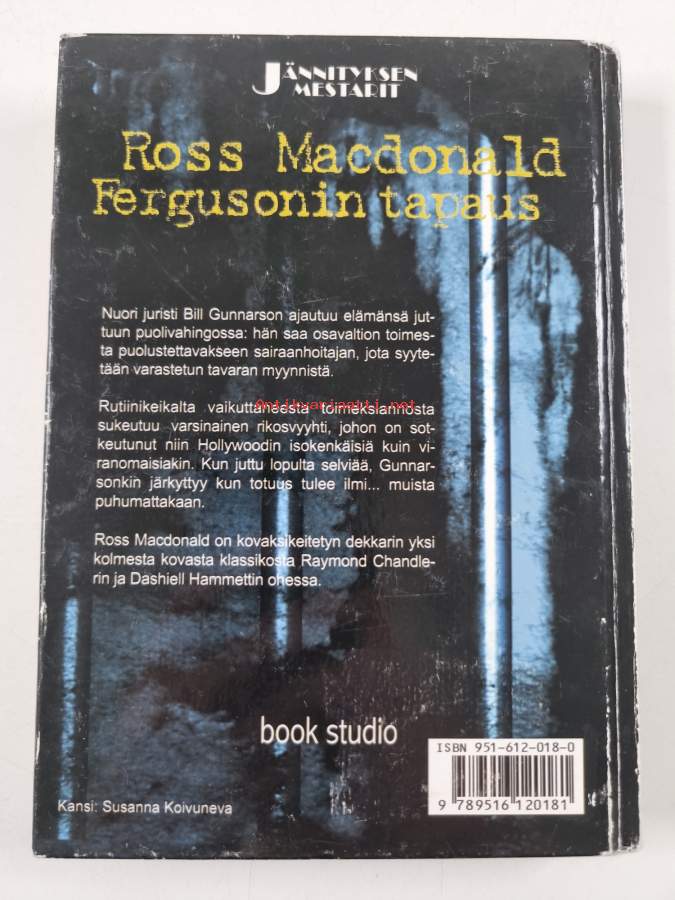 JÄNNITYKSEN
MESTARIT
Ross Macdonald
Fergusonin tapaus
Nuori juristi Bill Gunnarson ajautuu elämänsä jut-
tuun puolivahingossa: hän saa osavaltion toimes-
ta puolustettavakseen sairaanhoitajan, jota syyte-
tään varastetun tavaran myynnistä.
Antikvariaatti.net
Rutiinikeikalta vaikuttaneesta toimeksiannosta
sukeutuu varsinainen rikosvyyhti, johon on sot-
keutunut niin Hollywoodin isokenkäisiä kuin vi-
ranomaisiakin. Kun juttu lopulta selviää, Gunnar-
sonkin järkyttyy kun totuus tulee ilmi... muista
puhumattakaan.
Ross Macdonald on kovaksikeitetyn dekkarin yksi
kolmesta kovasta klassikosta Raymond Chandle-
rin ja Dashiell Hammettin ohessa.
book studio
ISBN 951-612-018-0
9 789516 120181
Kansi: Susanna Koivuneva